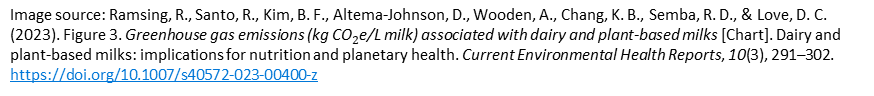 Image source: Ramsing, R., Santo, R., Kim, B. F., Altema-Johnson, D., Wooden, A., Chang, K. B., Semba, R. D., & Love, D. C.
(2023). Figure 3. Greenhouse gas emissions (kg CO₂e/L milk) associated with dairy and plant-based milks [Chart]. Dairy and
plant-based milks: implications for nutrition and planetary health. Current Environmental Health Reports, 10(3), 291–302.
https://doi.org/10.1007/s40572-023-00400-z